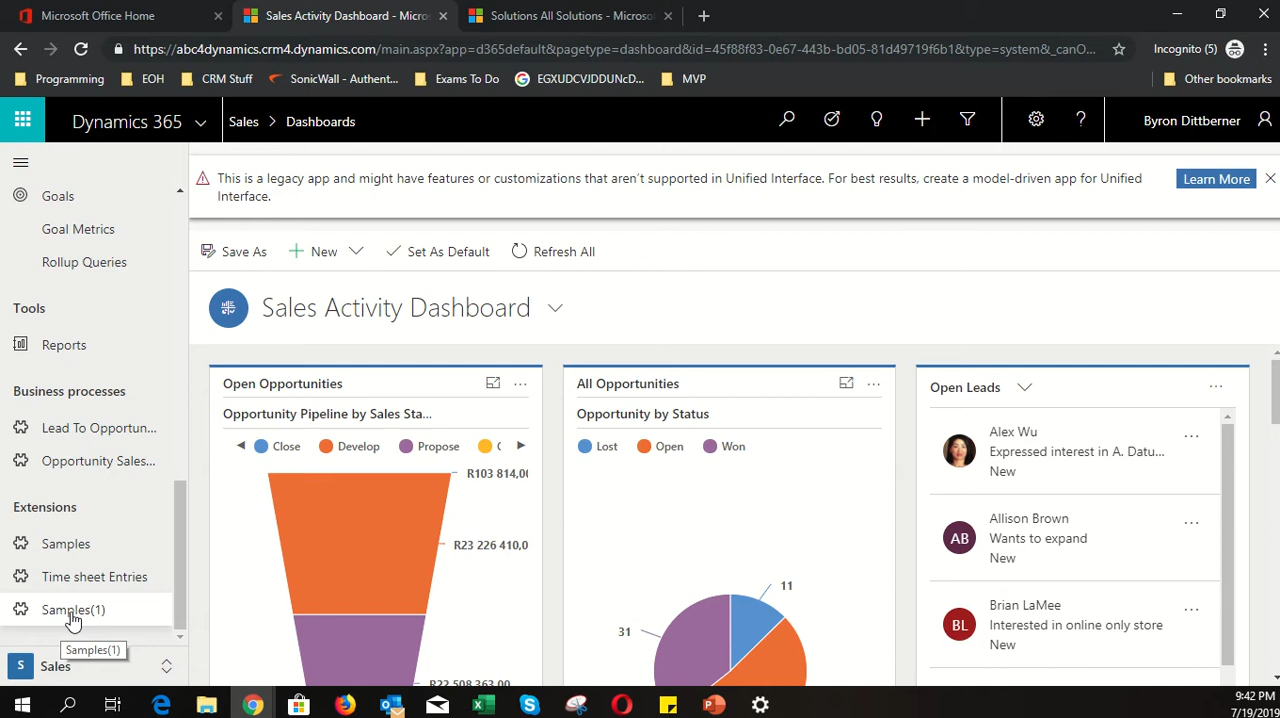 Microsoft Office Home
Sales Activity Dashboard - Micros
Solutions All Solutions - Microsof
https://abc4dynamics.crm4.dynamics.com/main.aspx?app=d365default&pagetype=dashboard&id=45f88f83-0e67-443b-bd05-81d49719f6b1&type=system&_canO...
Incognito (5)
Programming
EOH
CRM Stuff
SonicWall - Authent...
Exams To Do
EGXUDCVJDDUNcD...
MVP
Other bookmarks
Dynamics 365
Sales > Dashboards
Byron Dittberner
This is a legacy app and might have features or customizations that aren't supported in Unified Interface. For best results, create a model-driven app for Unified
Interface.
Learn More
Goals
Goal Metrics
Rollup Queries
Tools
Reports
Business processes
Lead To Opportun...
Opportunity Sales...
Extensions
Samples
Time sheet Entries
Samples(1)
Samples(1)
S Sales
Save As
New
Set As Default
Refresh All
Sales Activity Dashboard
Open Opportunities
Opportunity Pipeline by Sales Sta...
Close
Develop
Propose
C
R103 814,00
R23 226 410,0
R22 508 363,00
All Opportunities
Opportunity by Status
Lost
Open
Won
11
31
Open Leads
Alex Wu
Expressed interest in A. Datu...
New
AB
Allison Brown
Wants to expand
New
BL
Brian LaMee
Interested in online only store
New
9:42 PM
7/19/2019